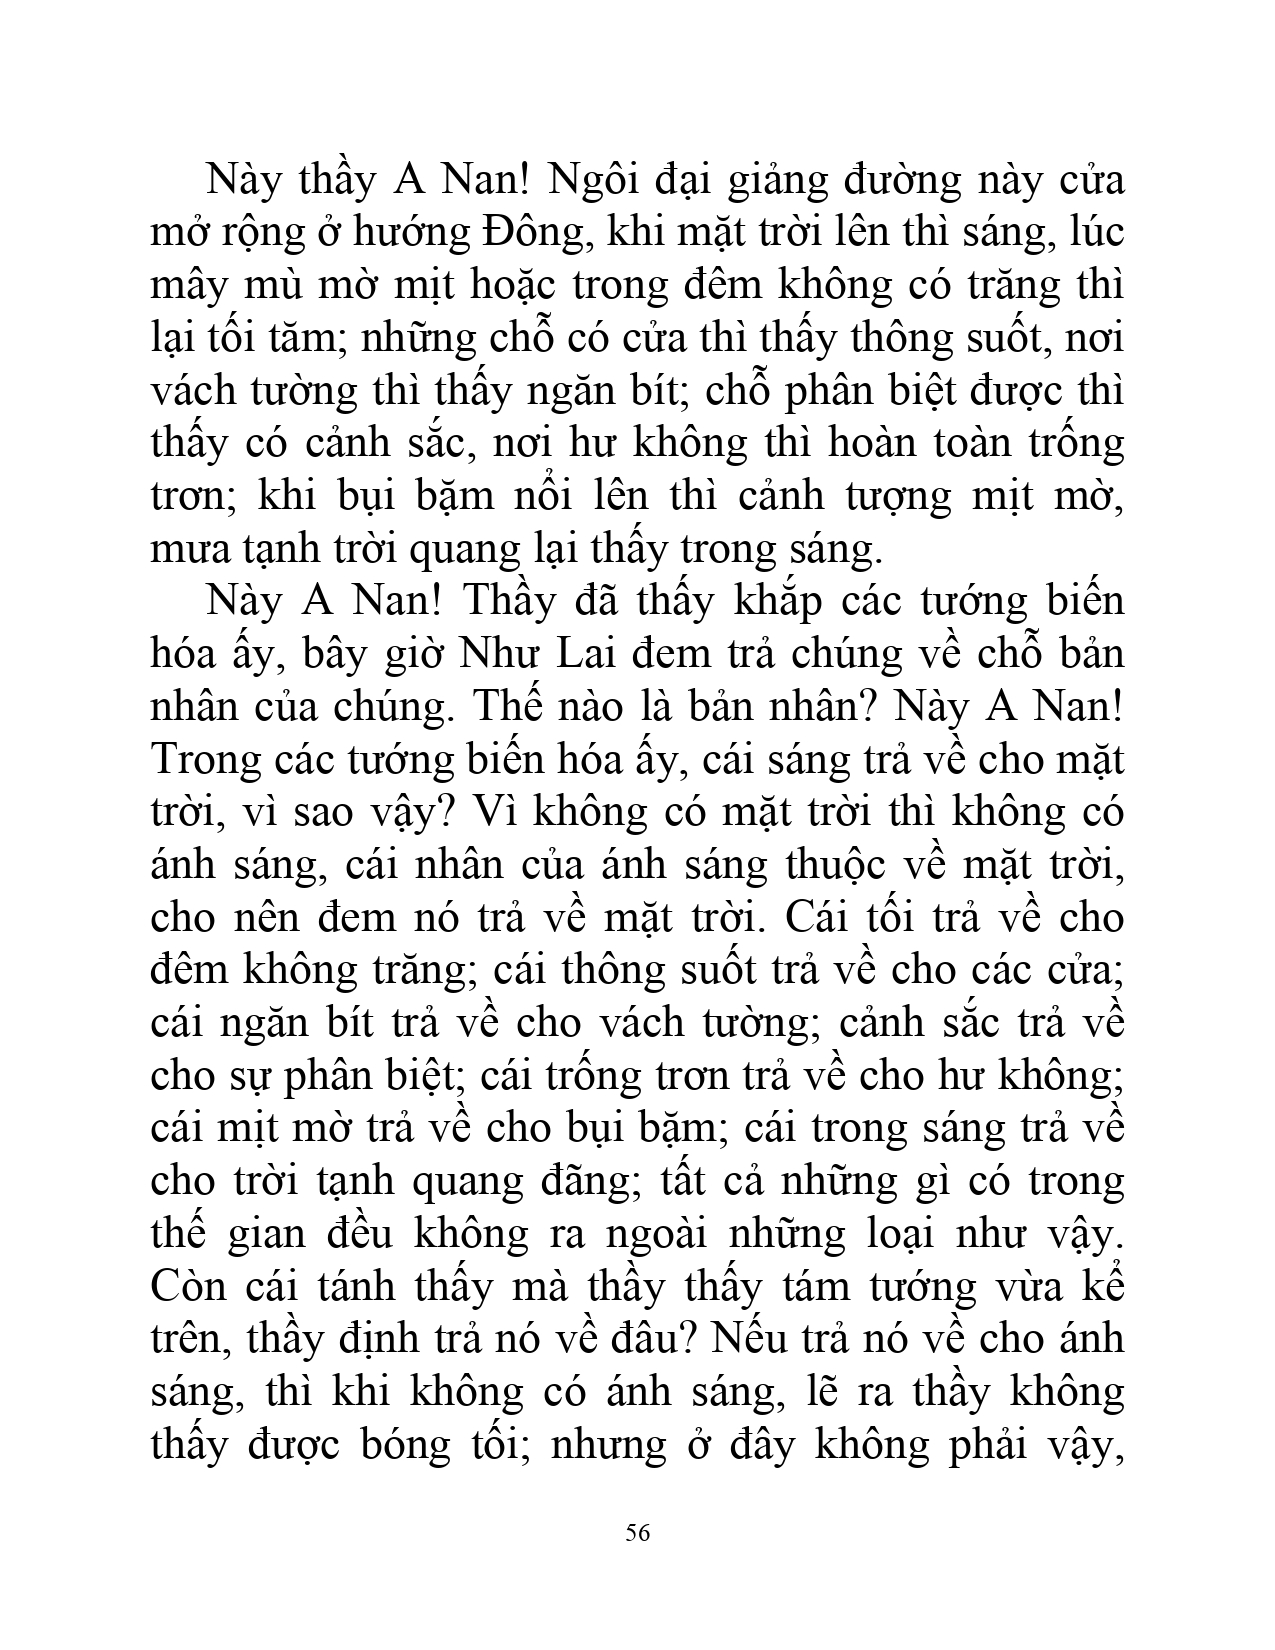 Này thầy A Nan! Ngôi đại giảng đường này cửa
mở rộng ở hướng Đông, khi mặt trời lên thì sáng, lúc
mây mù mờ mịt hoặc trong đêm không có trăng thì
lại tối tăm; những chỗ có cửa thì thấy thông suốt, nơi
vách tường thì thấy ngăn bít; chỗ phân biệt được thì
thấy có cảnh sắc, nơi hư không thì hoàn toàn trống
trơn; khi bụi bặm nổi lên thì cảnh tượng mịt mờ,
mưa tạnh trời quang lại thấy trong sáng.
Này A Nan! Thầy đã thấy khắp các tướng biến
hóa ấy, bây giờ Như Lai đem trả chúng về chỗ bản
nhân của chúng. Thế nào là bản nhân? Này A Nan!
Trong các tướng biến hóa ấy, cái sáng trả về cho mặt
trời, vì sao vậy? Vì không có mặt trời thì không có
ánh sáng, cái nhân của ánh sáng thuộc về mặt trời,
cho nên đem nó trả về mặt trời. Cái tối trả về cho
đêm không trăng; cái thông suốt trả về cho các cửa;
cái ngăn bít trả về cho vách tường; cảnh sắc trả về
cho sự phân biệt; cái trống trơn trả về cho hư không;
cái mịt mờ trả về cho bụi bặm; cái trong sáng trả về
cho trời tạnh quang đãng; tất cả những gì có trong
thế gian đều không ra ngoài những loại như vậy.
Còn cái tánh thấy mà thầy thấy tám tướng vừa kể
trên, thầy định trả nó về đâu? Nếu trả nó về cho ánh
sáng, thì khi không có ánh sáng, lẽ ra thầy không
thấy được bóng tối; nhưng ở đây không phải vậy,
56